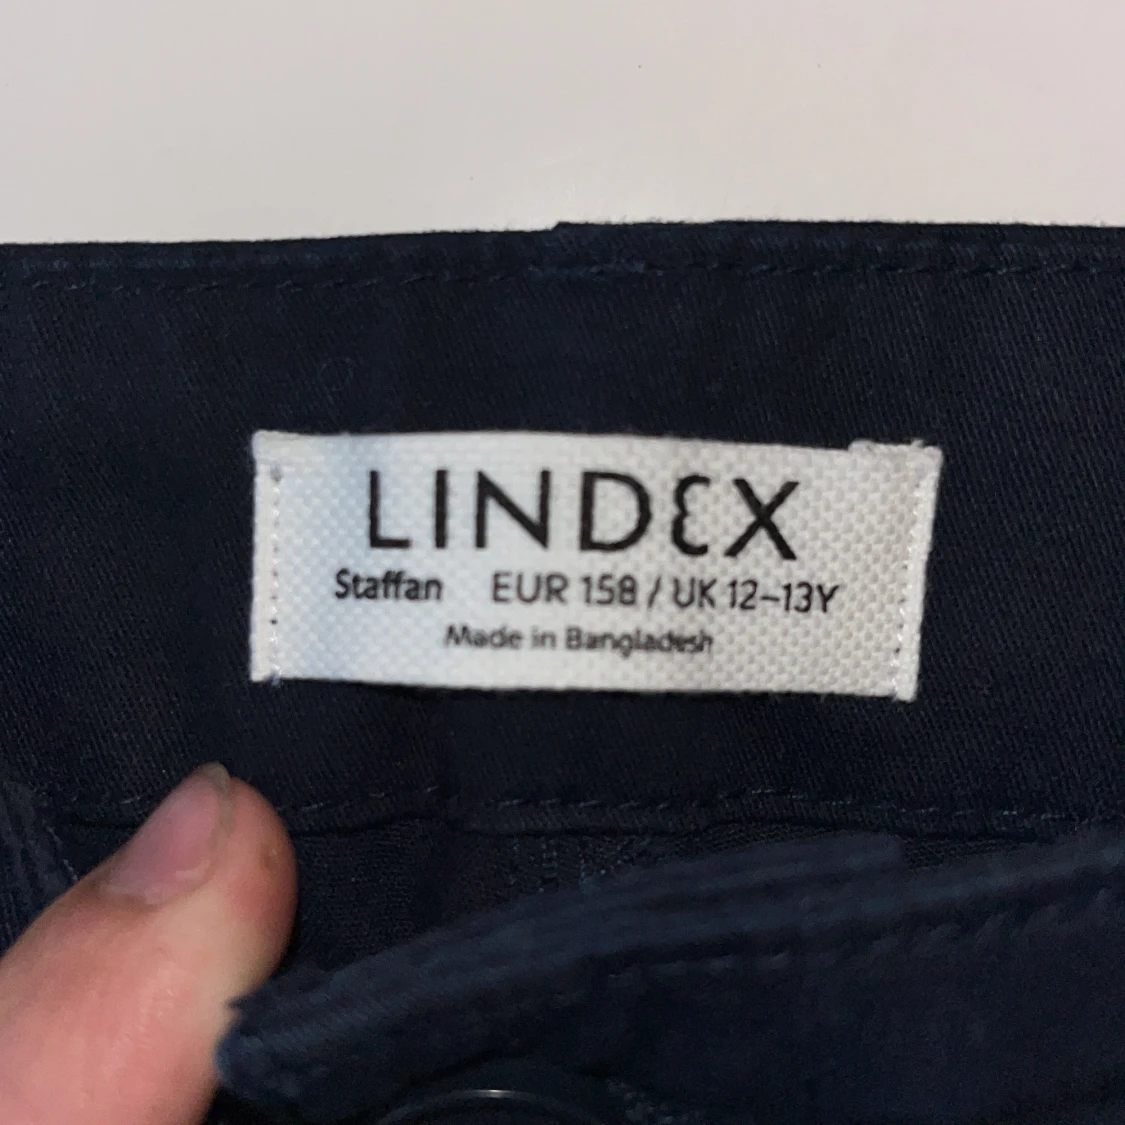 LINDEX
Staffan EUR 158 / UK 12-13Y
Made in Bangladesh